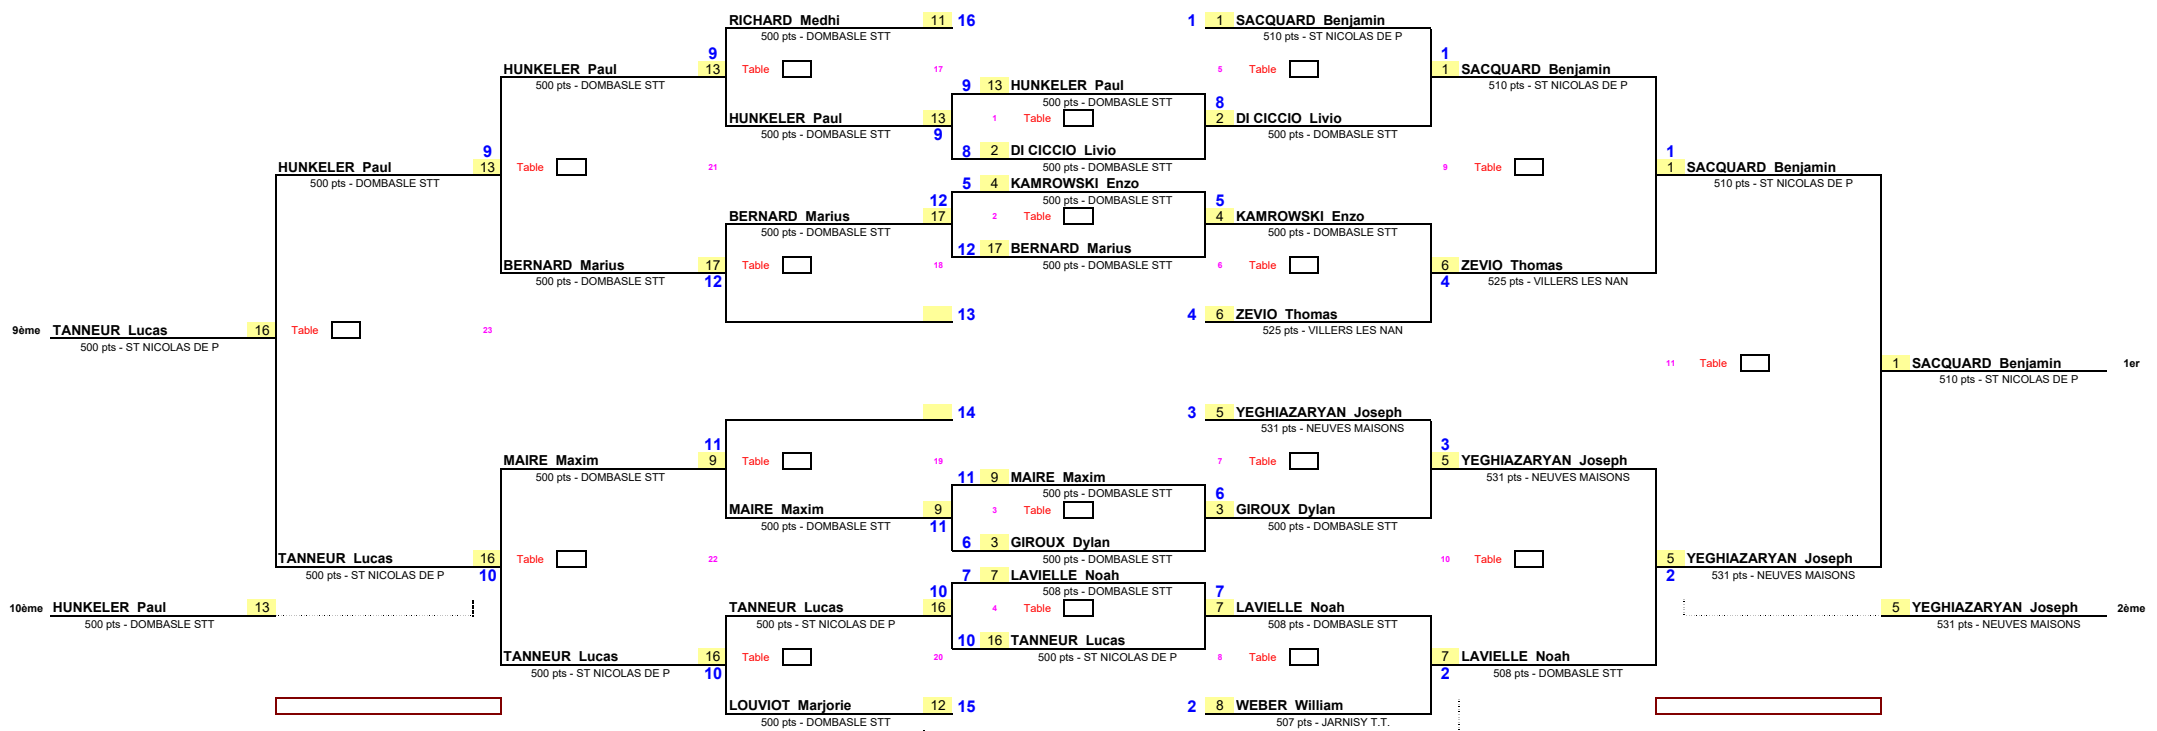 RICHARD Medhi 11 16 1 1 SACQUARD Benjamin
500 pts - DOMBASLE STT 510 pts - ST NICOLAS DE P
9 1
HUNKELER Paul 13 Table 17 5 Table 1 SACQUARD Benjamin
500 pts - DOMBASLE STT 9 13 HUNKELER Paul 510 pts - ST NICOLAS DE P
500 pts - DOMBASLE STT 8
HUNKELER Paul 13 1 Table 2 DI CICCIO Livio
500 pts - DOMBASLE STT 9 500 pts - DOMBASLE STT
9 8 2 DI CICCIO Livio 1
HUNKELER Paul 13 Table 21 500 pts - DOMBASLE STT 9 Table 1 SACQUARD Benjamin
500 pts - DOMBASLE STT 5 4 KAMROWSKI Enzo 510 pts - ST NICOLAS DE P
12 500 pts - DOMBASLE STT 5
BERNARD Marius 17 2 Table 4 KAMROWSKI Enzo
500 pts - DOMBASLE STT 500 pts - DOMBASLE STT
12 17 BERNARD Marius
BERNARD Marius 17 Table 18 500 pts - DOMBASLE STT 6 Table 6 ZEVIO Thomas
500 pts - DOMBASLE STT 12 4 525 pts - VILLERS LES NAN
13 4 6 ZEVIO Thomas
9ème TANNEUR Lucas 16 Table 23 525 pts - VILLERS LES NAN
500 pts - ST NICOLAS DE P
11 Table 1 SACQUARD Benjamin 1er
510 pts - ST NICOLAS DE P
14 3 5 YEGHIAZARYAN Joseph
531 pts - NEUVES MAISONS
11 3
MAIRE Maxim 9 Table 19 7 Table 5 YEGHIAZARYAN Joseph
500 pts - DOMBASLE STT 11 9 MAIRE Maxim 531 pts - NEUVES MAISONS
500 pts - DOMBASLE STT 6
MAIRE Maxim 9 3 Table 3 GIROUX Dylan
500 pts - DOMBASLE STT 11 500 pts - DOMBASLE STT
6 3 GIROUX Dylan
TANNEUR Lucas 16 Table 22 500 pts - DOMBASLE STT 10 Table 5 YEGHIAZARYAN Joseph
500 pts - ST NICOLAS DE P 10 7 7 LAVIELLE Noah 2 531 pts - NEUVES MAISONS
10 508 pts - DOMBASLE STT 7
10ème HUNKELER Paul 13 TANNEUR Lucas 16 4 Table 7 LAVIELLE Noah 5 YEGHIAZARYAN Joseph 2ème
500 pts - DOMBASLE STT 500 pts - ST NICOLAS DE P 508 pts - DOMBASLE STT 531 pts - NEUVES MAISONS
10 16 TANNEUR Lucas
TANNEUR Lucas 16 Table 20 500 pts - ST NICOLAS DE P 8 Table 7 LAVIELLE Noah
500 pts - ST NICOLAS DE P 10 2 508 pts - DOMBASLE STT
LOUVIOT Marjorie 12 15 2 8 WEBER William
500 pts - DOMBASLE STT 507 pts - JARNISY T.T.